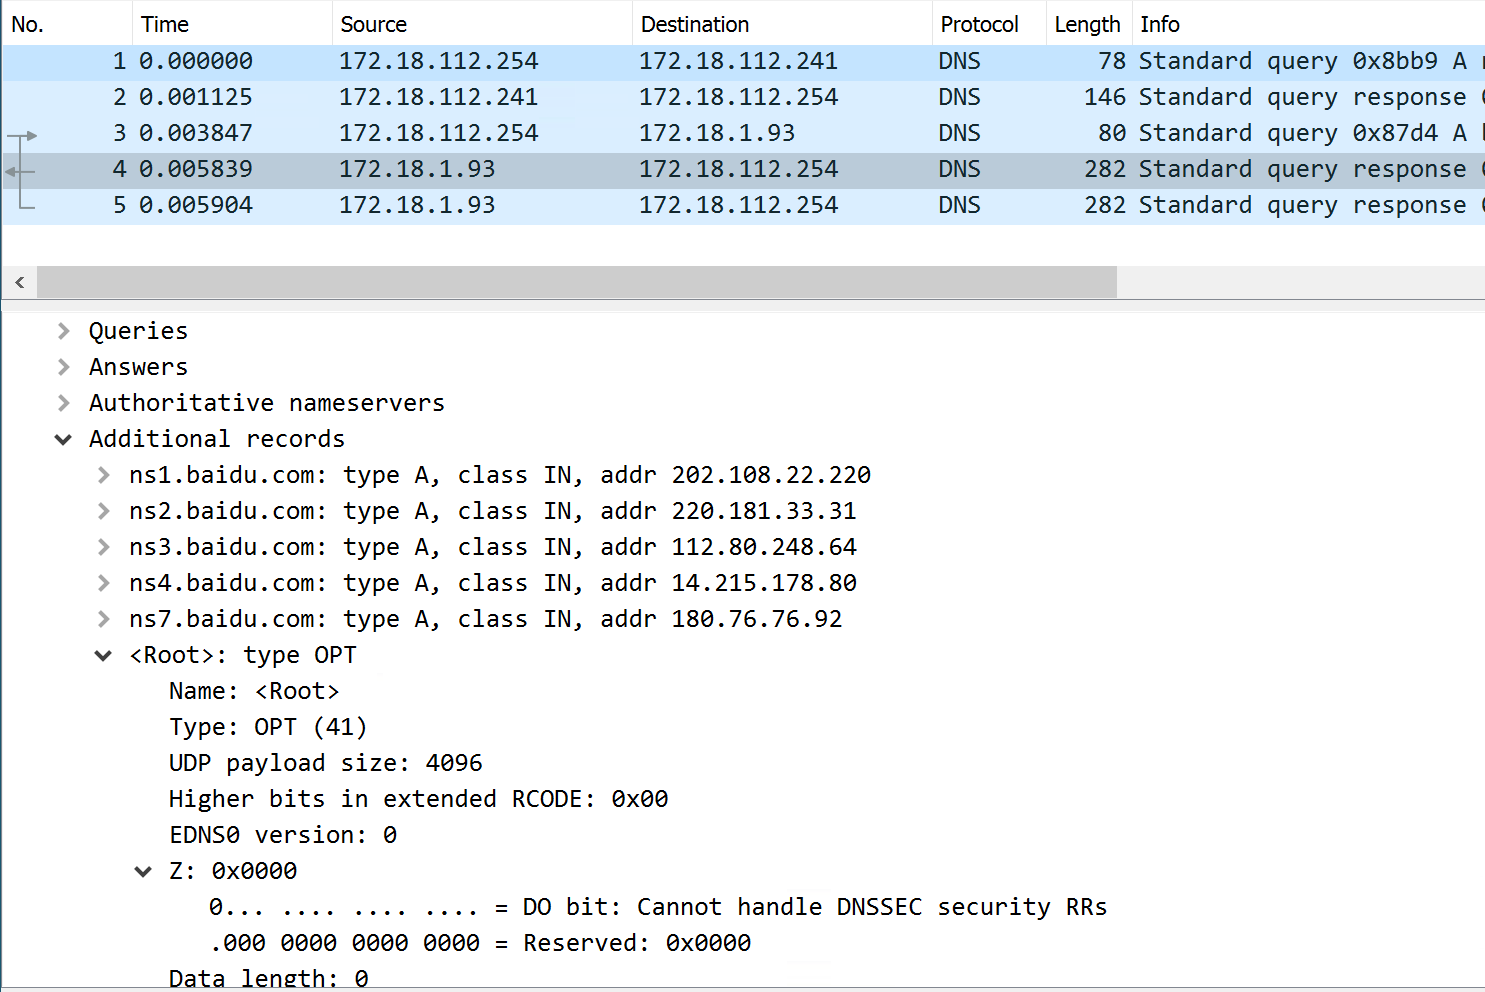 No. Time Source Destination Protocol Length Info
1 0.000000 172.18.112.254 172.18.112.241 DNS 78 Standard query 0x8bb9 A
2 0.001125 172.18.112.241 172.18.112.254 DNS 146 Standard query response
3 0.003847 172.18.112.254 172.18.1.93 DNS 80 Standard query 0x87d4 A
4 0.005839 172.18.1.93 172.18.112.254 DNS 282 Standard query response
5 0.005904 172.18.1.93 172.18.112.254 DNS 282 Standard query response
Queries
Answers
Authoritative nameservers
Additional records
ns1.baidu.com: type A, class IN, addr 202.108.22.220
ns2.baidu.com: type A, class IN, addr 220.181.33.31
ns3.baidu.com: type A, class IN, addr 112.80.248.64
ns4.baidu.com: type A, class IN, addr 14.215.178.80
ns7.baidu.com: type A, class IN, addr 180.76.76.92
<Root>: type OPT
Name: <Root>
Type: OPT (41)
UDP payload size: 4096
Higher bits in extended RCODE: 0x00
EDNS0 version: 0
Z: 0x0000
0... .... .... .... = DO bit: Cannot handle DNSSEC security RRs
.000 0000 0000 0000 = Reserved: 0x0000
Data length: 0